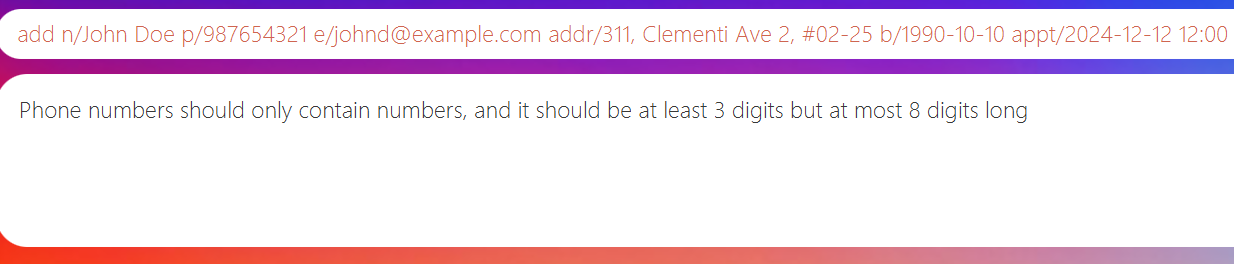 add n/John Doe p/987654321 e/johnd@example.com addr/311, Clementi Ave 2, #02-25 b/1990-10-10 appt/2024-12-12 12:00
Phone numbers should only contain numbers, and it should be at least 3 digits but at most 8 digits long